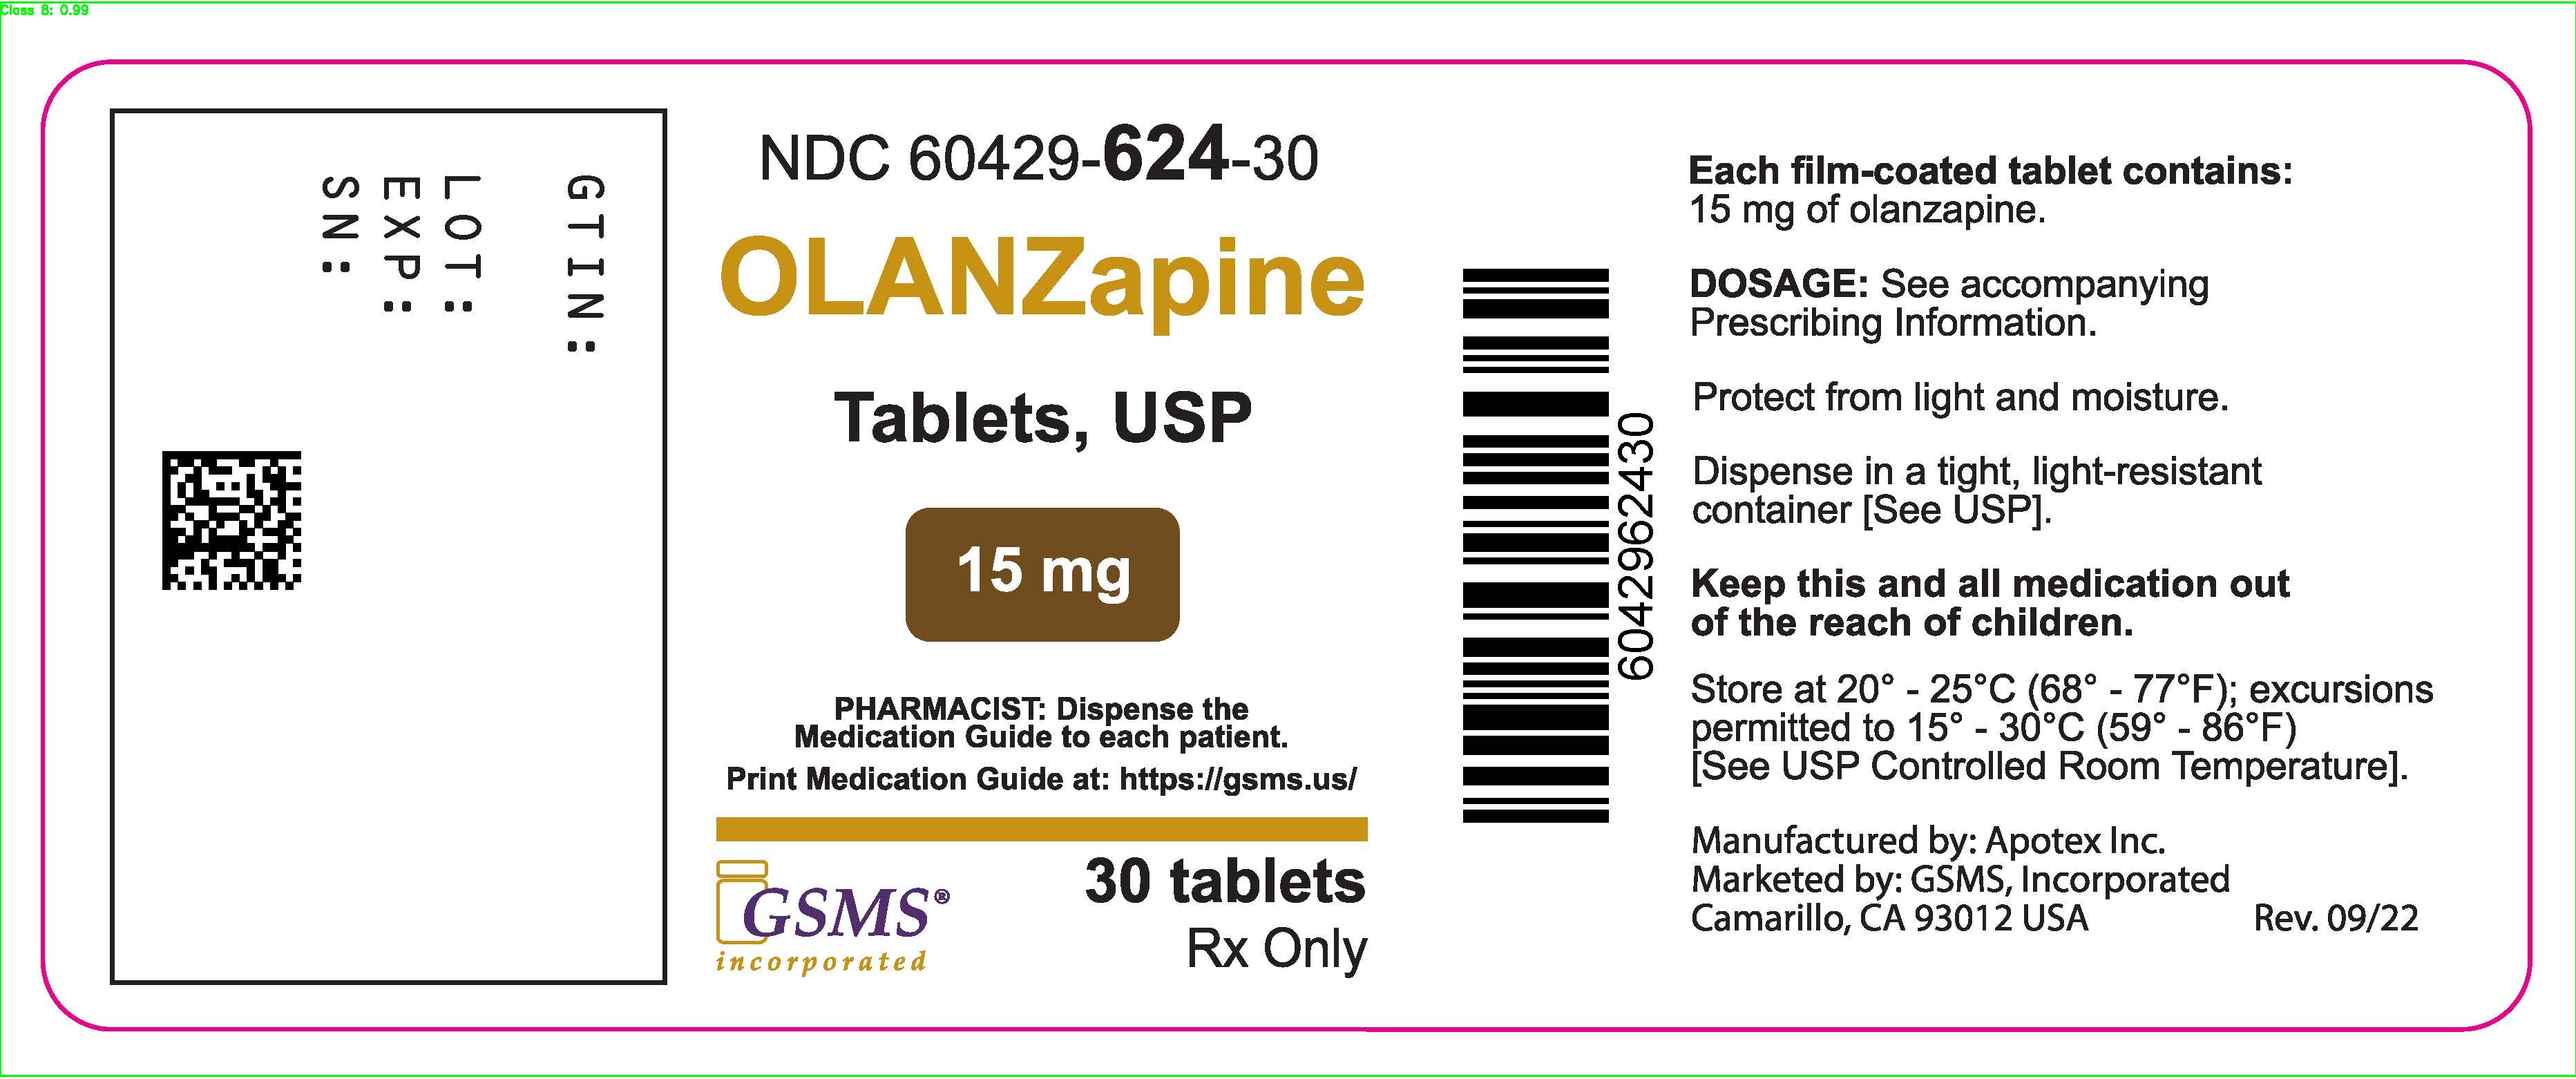 Class 8: 0.99
GTIN:
LOT:
EXP:
SN:
NDC 60429-624-30
OLANZapine
Tablets, USP
15 mg
PHARMACIST: Dispense the
Medication Guide to each patient.
Print Medication Guide at: https://gsms.us/
GSMS®
incorporated
30 tablets
Rx Only
6042962430
Each film-coated tablet contains:
15 mg of olanzapine.
DOSAGE: See accompanying
Prescribing Information.
Protect from light and moisture.
Dispense in a tight, light-resistant
container [See USP].
Keep this and all medication out
of the reach of children.
Store at 20° - 25°C (68° - 77°F); excursions
permitted to 15° - 30°C (59° - 86°F)
[See USP Controlled Room Temperature].
Manufactured by: Apotex Inc.
Marketed by: GSMS, Incorporated
Camarillo, CA 93012 USA Rev. 09/22